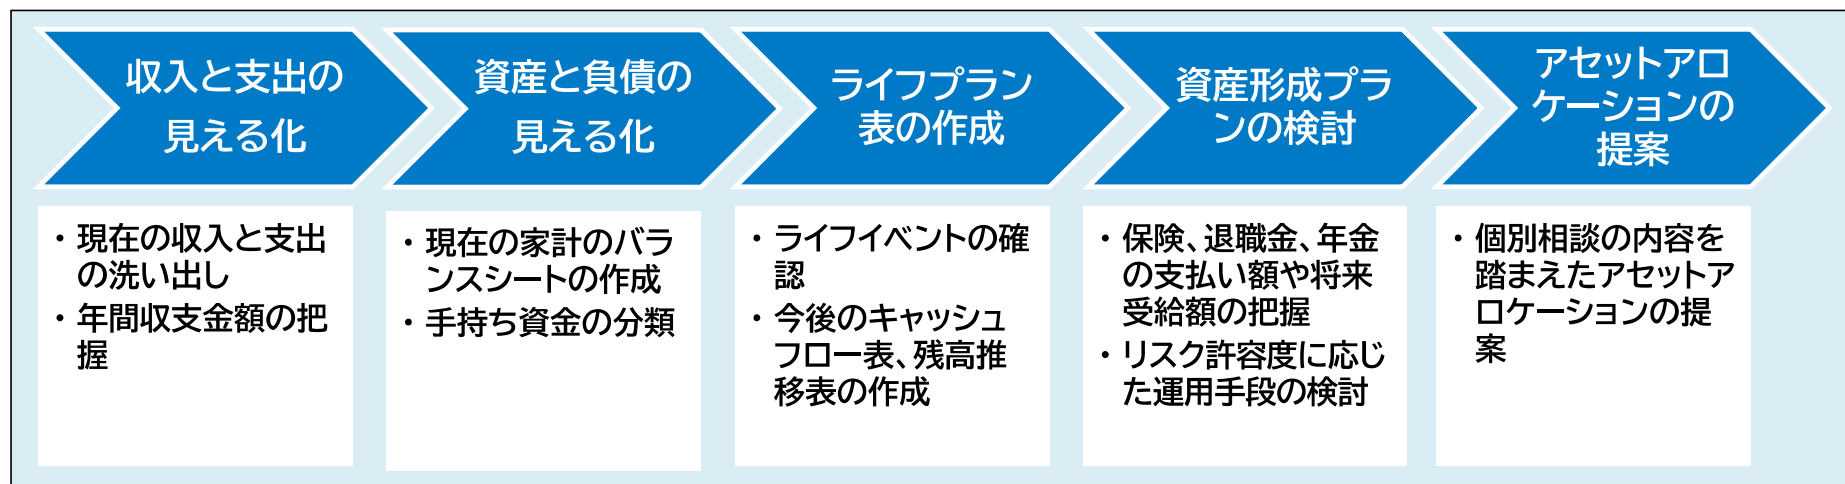 収入と支出の
見える化
資産と負債の
見える化
ライフプラン
表の作成
資産形成プラ
ンの検討
アセットアロ
ケーションの
提案
・現在の収入と支出
の洗い出し
・年間収支金額の把
握
・現在の家計のバラ
ンスシートの作成
・手持ち資金の分類
・ライフイベントの確
認
・今後のキャッシュ
フロー表、残高推
移表の作成
・保険、退職金、年金
の支払い額や将来
受給額の把握
・リスク許容度に応じ
た運用手段の検討
・個別相談の内容を
踏まえたアセットア
ロケーションの提
案